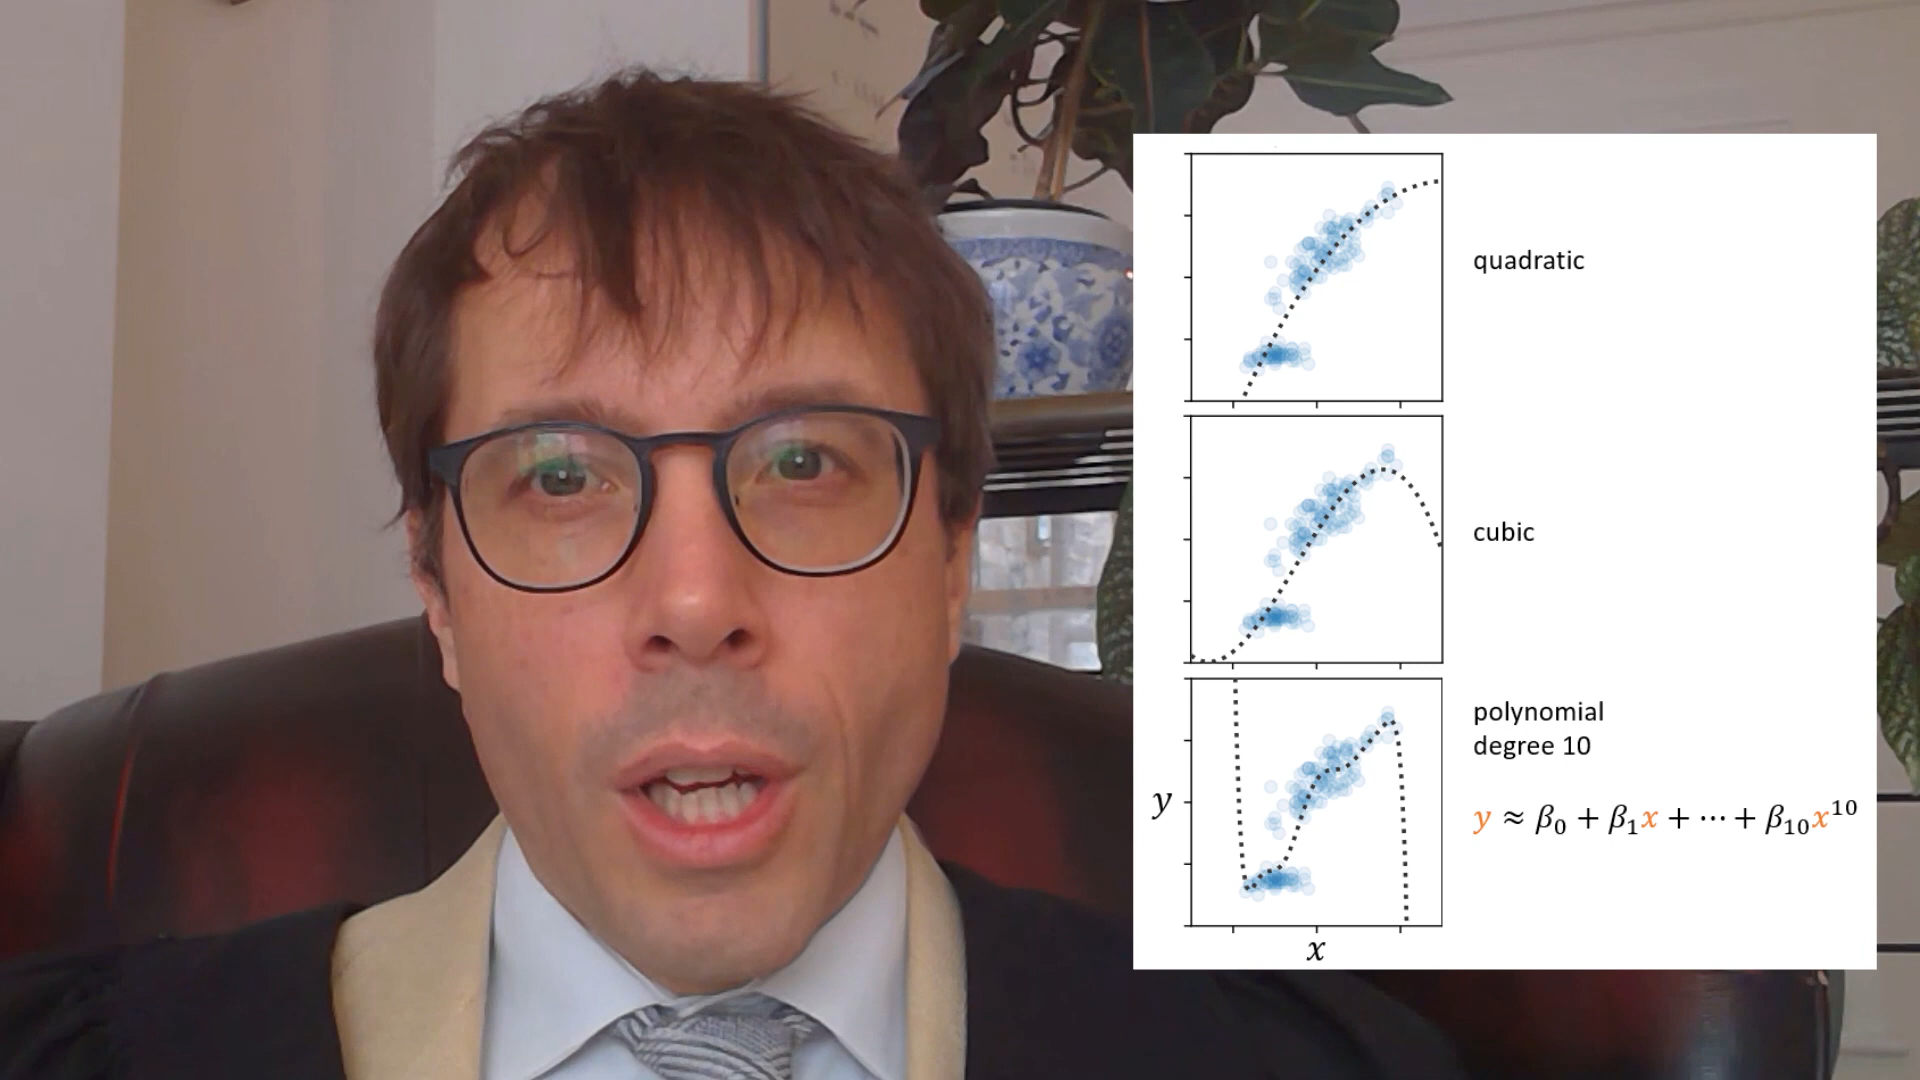 quadratic
cubic
polynomial
degree 10
y ≈ β₀ + β₁x + ⋯ + β₁₀x¹⁰
y
x